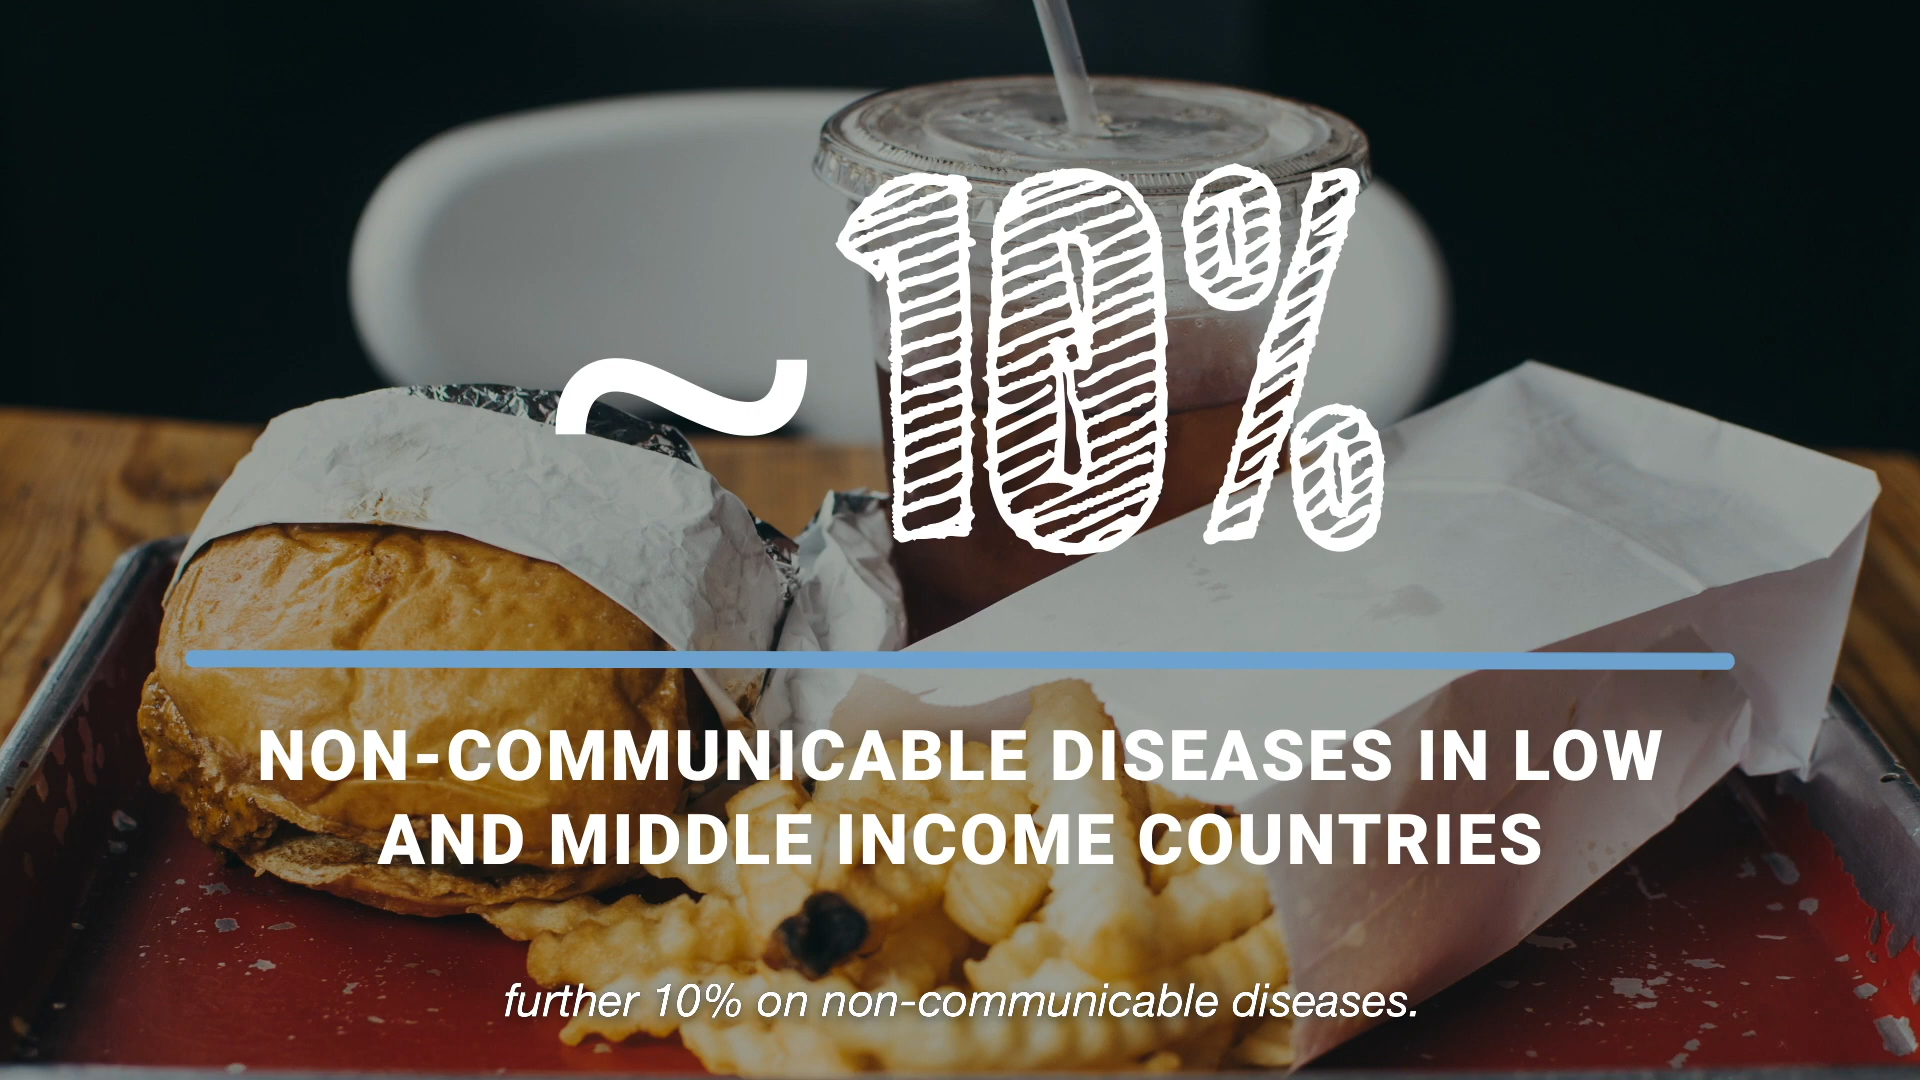 ~10%
NON-COMMUNICABLE DISEASES IN LOW
AND MIDDLE INCOME COUNTRIES
further 10% on non-communicable diseases.